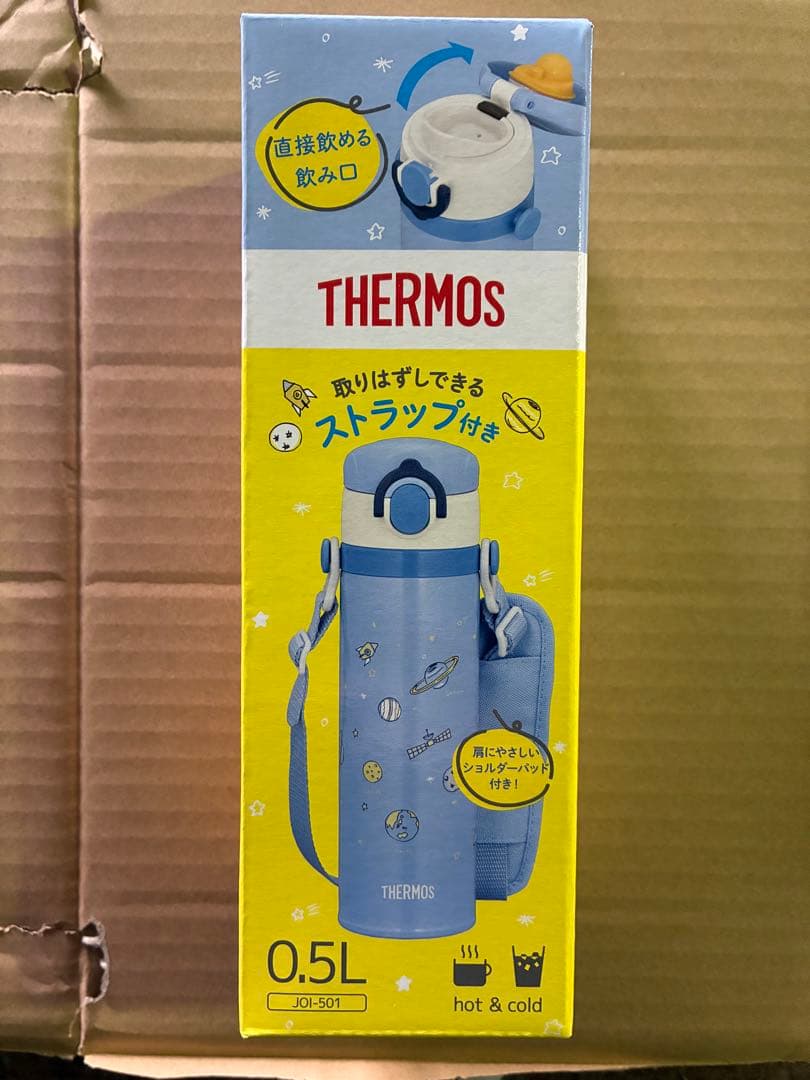 直接飲める
飲み口
THERMOS
取りはずしできる
ストラップ付き
肩にやさしい
ショルダーパッド
付き!
THERMOS
0.5L
JOI-501
hot & cold